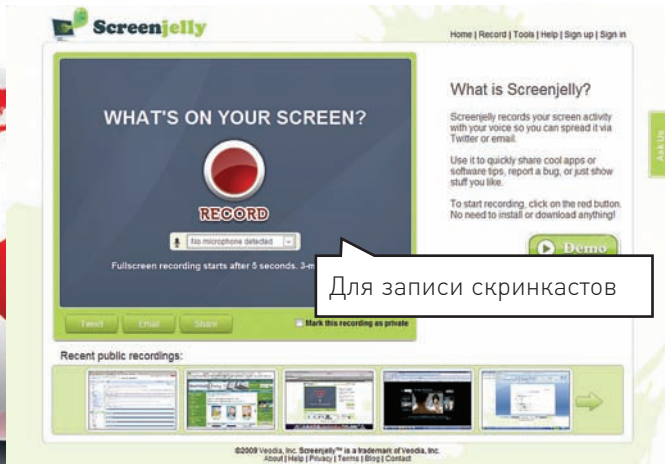 Screenjelly
Home | Record | Tools | Help | Sign up | Sign in
WHAT'S ON YOUR SCREEN?
RECORD
No microphone detected
Fullscreen recording starts after 5 seconds. 3-m
Tweet
Email
Share
Mark this recording as private
What is Screenjelly?
Screenjelly records your screen activity
with your voice so you can spread it via
Twitter or email.
Use it to quickly share cool apps or
software tips, report a bug, or just show
stuff you like.
To start recording, click on the red button.
No need to install or download anything!
Demo
Ask Us
Для записи скринкастов
Recent public recordings:
©2009 Veodia, Inc. Screenjelly™ is a trademark of Veodia, Inc.
About | Help | Privacy | Terms | Blog | Contact